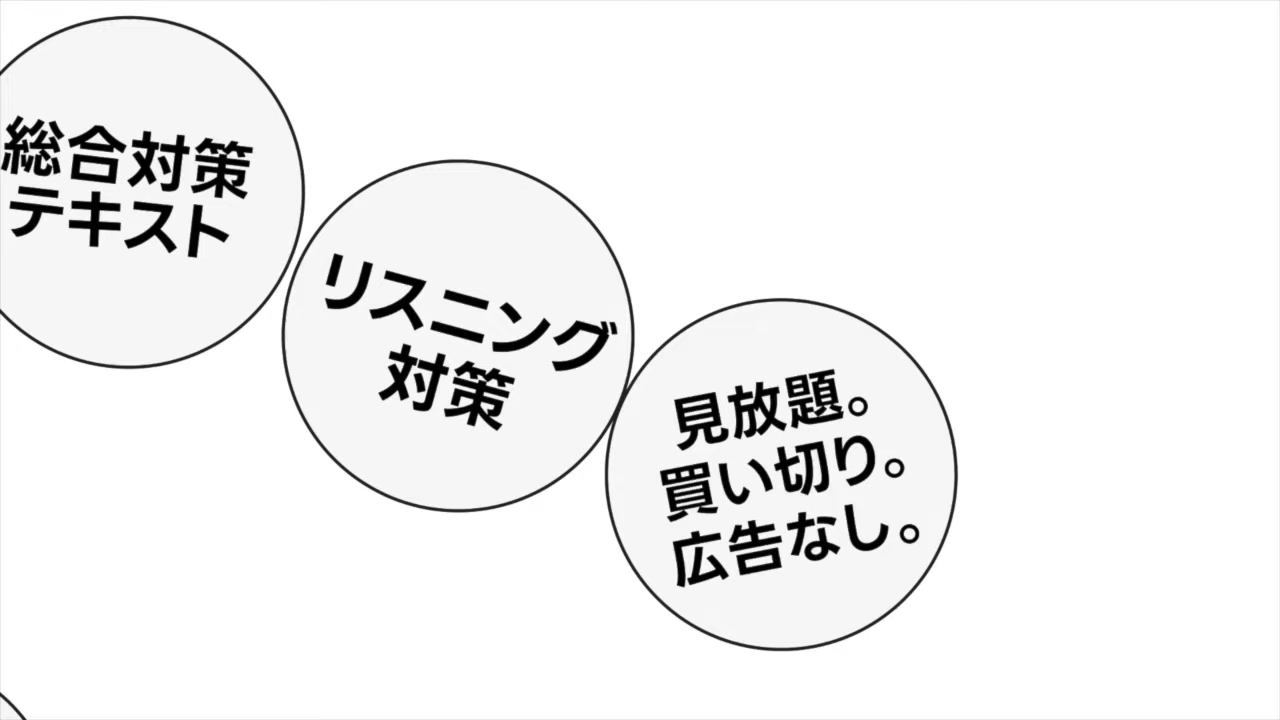 総合対策
テキスト
リスニング
対策
見放題。
買い切り。
広告なし。